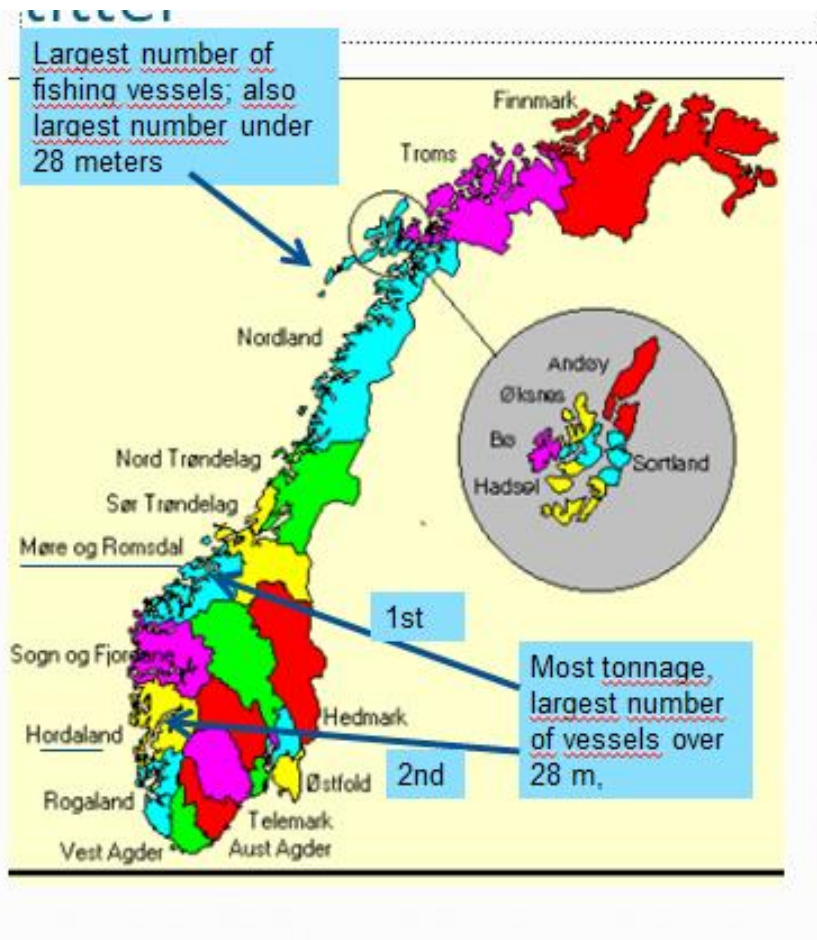 Largest number of
fishing vessels; also
largest number under
28 meters
Finnmark
Troms
Nordland
Andøy
Øksnes
Bø
Sortland
Hadsel
Nord Trøndelag
Sør Trøndelag
Møre og Romsdal
1st
Sogn og Fjordane
Most tonnage,
largest number
of vessels over
28 m,
Hedmark
Hordaland
2nd
Østfold
Rogaland
Telemark
Vest Agder
Aust Agder